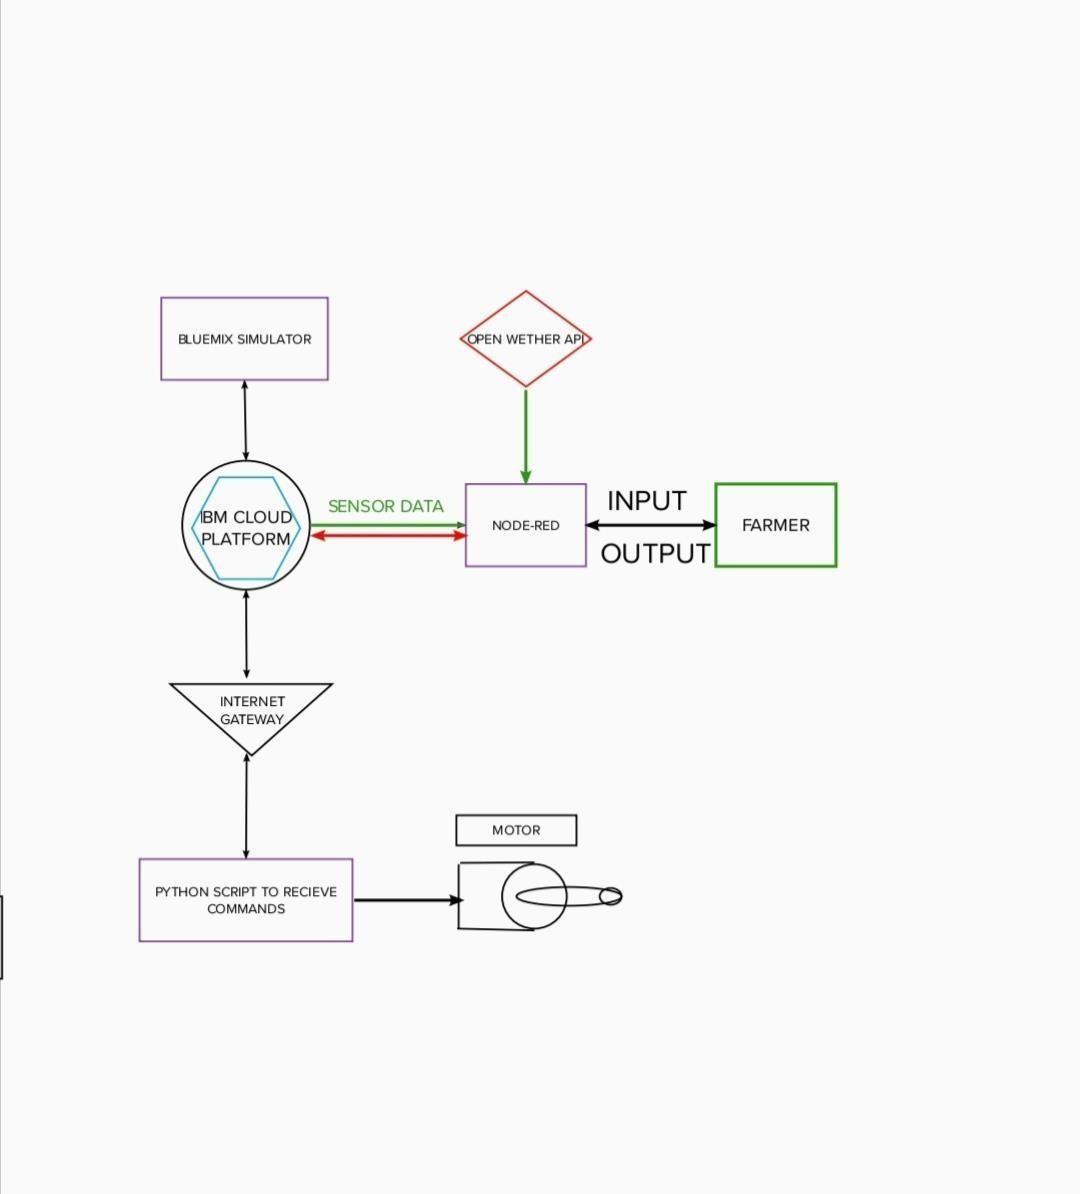 BLUEMIX SIMULATOR
OPEN WETHER API
IBM CLOUD
PLATFORM
SENSOR DATA
NODE-RED
INPUT
OUTPUT
FARMER
INTERNET
GATEWAY
MOTOR
PYTHON SCRIPT TO RECIEVE
COMMANDS